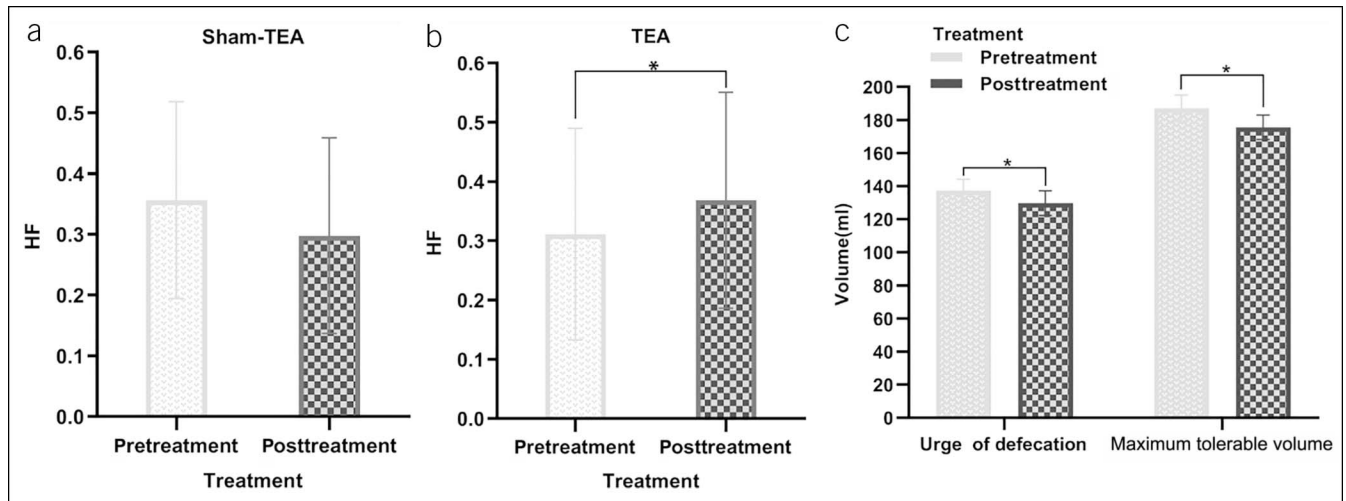 a
Sham-TEA
0.6
0.5
0.4
0.3
0.2
0.1
0.0
HF
Pretreatment Posttreatment
Treatment
b
TEA
*
0.6
0.5
0.4
0.3
0.2
0.1
0.0
HF
Pretreatment Posttreatment
Treatment
c
Treatment
Pretreatment
Posttreatment
*
*
200
180
160
140
120
100
80
60
40
20
0
Volume(ml)
Urge of defecation Maximum tolerable volume